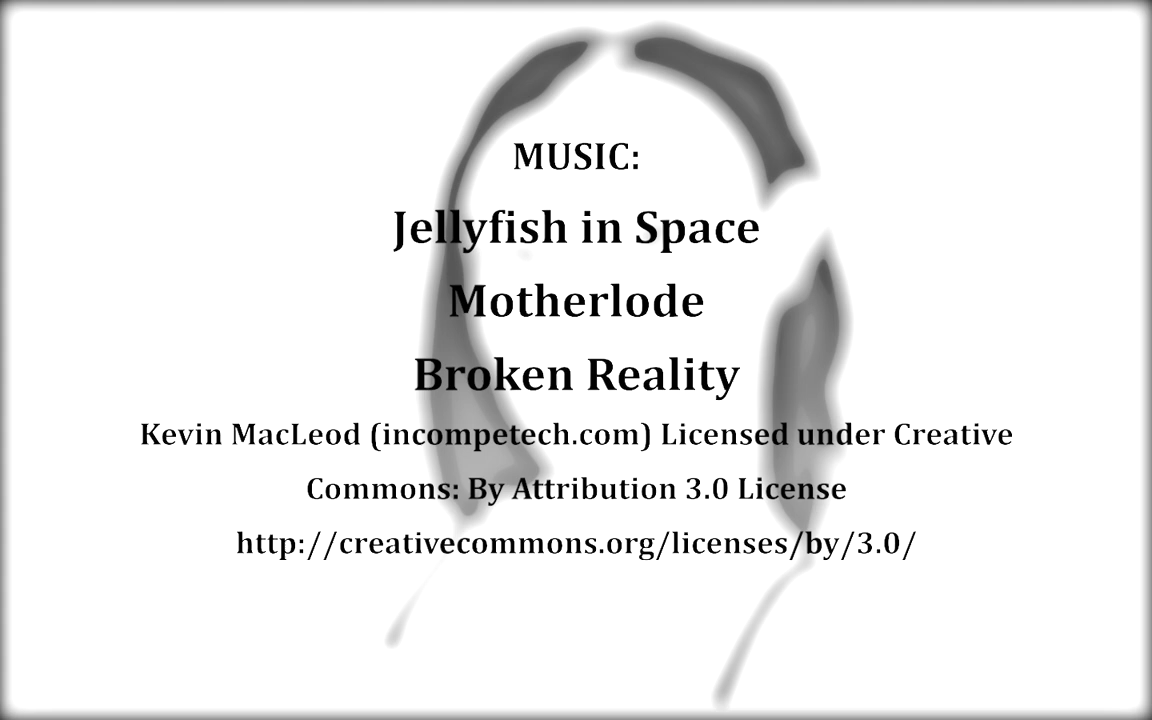 MUSIC:
Jellyfish in Space
Motherlode
Broken Reality
Kevin MacLeod (incompetech.com) Licensed under Creative
Commons: By Attribution 3.0 License
http://creativecommons.org/licenses/by/3.0/